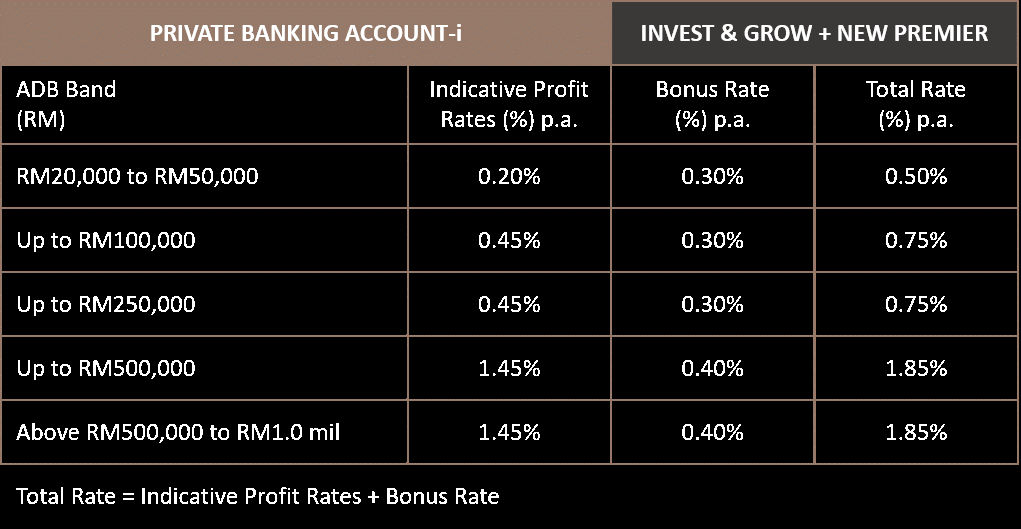 PRIVATE BANKING ACCOUNT-i
INVEST & GROW + NEW PREMIER
ADB Band
(RM)
Indicative Profit
Rates (%) p.a.
Bonus Rate
(%) p.a.
Total Rate
(%) p.a.
RM20,000 to RM50,000
0.20%
0.30%
0.50%
Up to RM100,000
0.45%
0.30%
0.75%
Up to RM250,000
0.45%
0.30%
0.75%
Up to RM500,000
1.45%
0.40%
1.85%
Above RM500,000 to RM1.0 mil
1.45%
0.40%
1.85%
Total Rate = Indicative Profit Rates + Bonus Rate